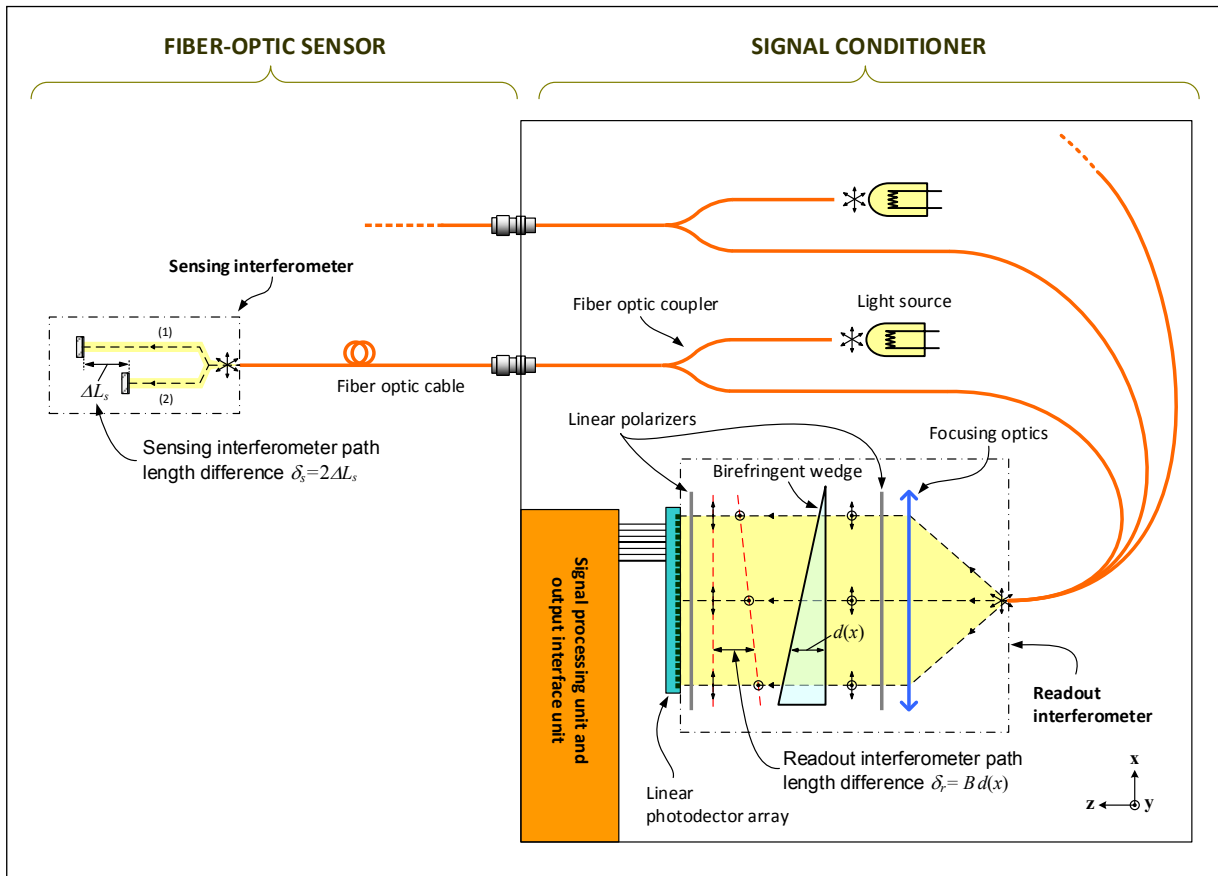 FIBER-OPTIC SENSOR
SIGNAL CONDITIONER
Sensing interferometer
(1)
ΔLs
(2)
Fiber optic cable
Sensing interferometer path
length difference δs=2ΔLs
Fiber optic coupler
Light source
Linear polarizers
Focusing optics
Birefringent wedge
d(x)
Signal processing unit and
output interface unit
Readout
interferometer
Readout interferometer path
length difference δr= B d(x)
Linear
photodector array
x
z
y